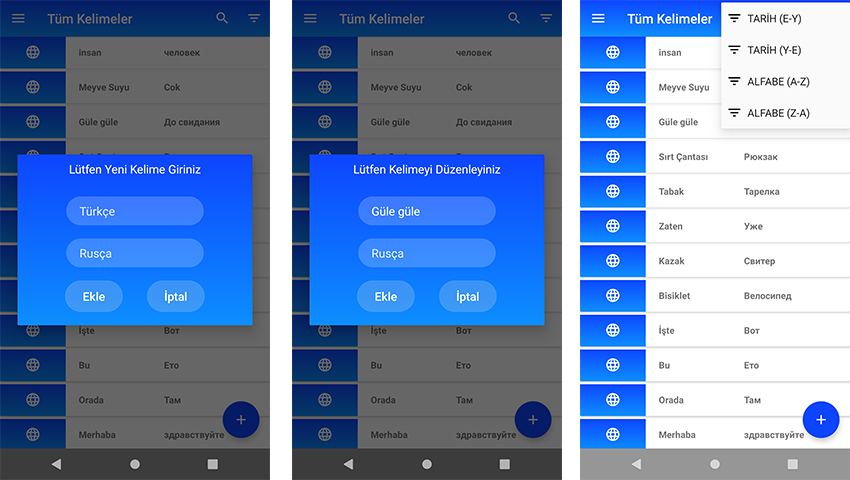 Tüm Kelimeler
insan человек
Meyve Suyu Cok
Güle güle До свидания
Lütfen Yeni Kelime Giriniz
Türkçe
Rusça
Ekle İptal
İşte Вот
Bu Ето
Orada Там
Merhaba здравствуйте
Tüm Kelimeler
insan человек
Meyve Suyu Cok
Güle güle До свидания
Lütfen Kelimeyi Düzenleyiniz
Güle güle
Rusça
Ekle İptal
İşte Вот
Bu Ето
Orada Там
Merhaba здравствуйте
Tüm Kelimeler
TARİH (E-Y)
TARİH (Y-E)
ALFABE (A-Z)
ALFABE (Z-A)
insan
Meyve Suyu
Güle güle
Sırt Çantası Рюкзак
Tabak Тарелка
Zaten Уже
Kazak Свитер
Bisiklet Велосипед
İşte Вот
Bu Ето
Orada Там
Merhaba здравствуйте